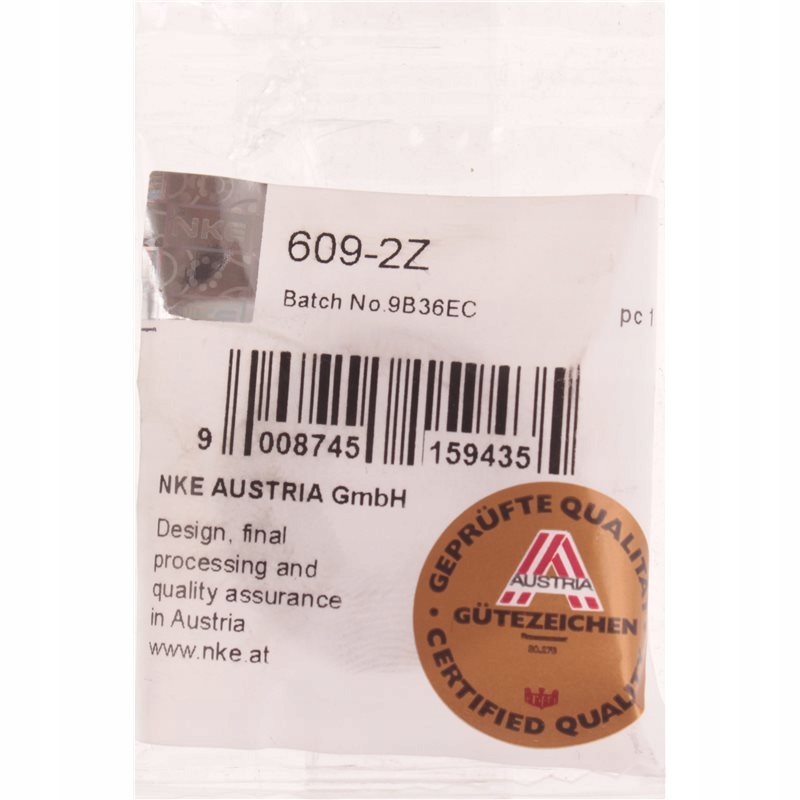 NKE
609-2Z
Batch No.9B36EC
pc 1
9 008745 159435
NKE AUSTRIA GmbH
Design, final
processing and
quality assurance
in Austria
www.nke.at
GEPRÜFTE QUALITÄT
AUSTRIA
GÜTEZEICHEN
CERTIFIED QUALITY